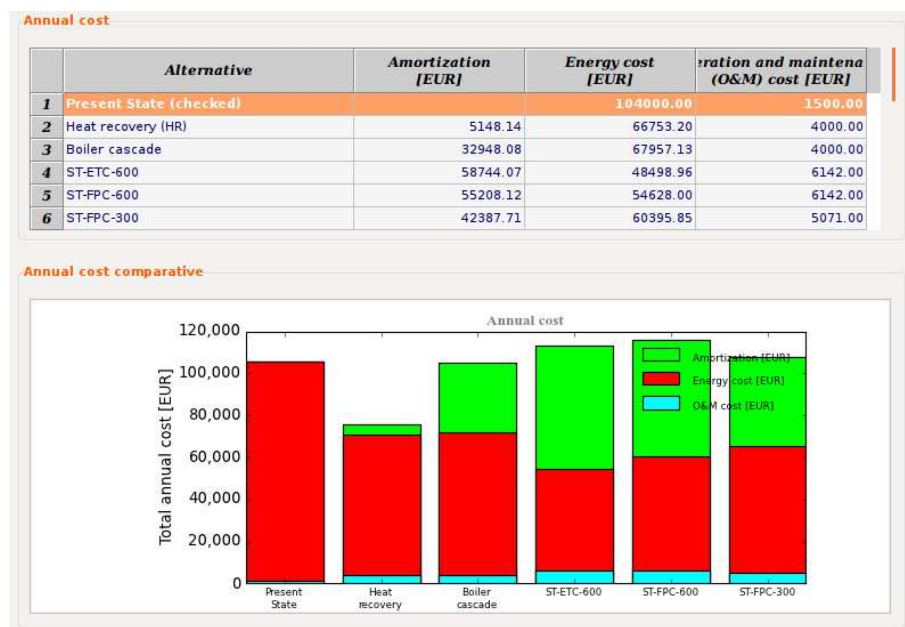 Annual cost
Alternative Amortization [EUR] Energy cost [EUR] eration and maintena (O&M) cost [EUR]
1 Present State (checked) 104000.00 1500.00
2 Heat recovery (HR) 5148.14 66753.20 4000.00
3 Boiler cascade 32948.08 67957.13 4000.00
4 ST-ETC-600 58744.07 48498.96 6142.00
5 ST-FPC-600 55208.12 54628.00 6142.00
6 ST-FPC-300 42387.71 60395.85 5071.00
Annual cost comparative
Annual cost
Total annual cost [EUR]
120,000
100,000
80,000
60,000
40,000
20,000
0
Amortization [EUR]
Energy cost [EUR]
O&M cost [EUR]
Present State
Heat recovery
Boiler cascade
ST-ETC-600
ST-FPC-600
ST-FPC-300